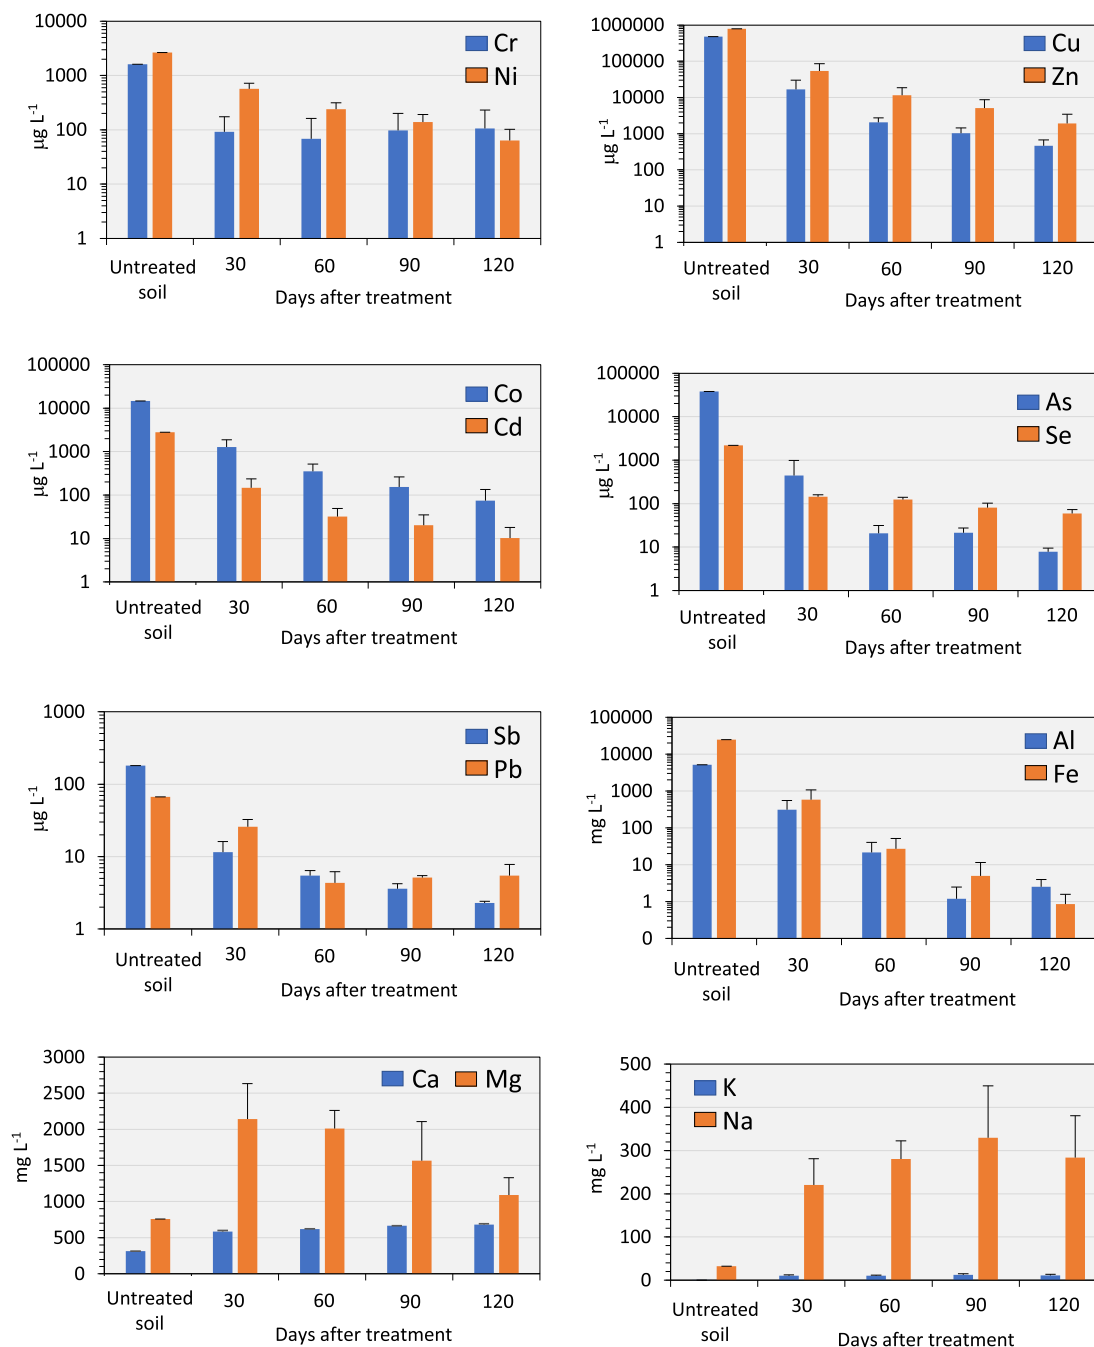 10000
1000
100
10
1
µg L-1
Cr
Ni
Untreated
soil
30
60
90
120
Days after treatment
1000000
100000
10000
1000
100
10
1
µg L-1
Cu
Zn
Untreated
soil
30
60
90
120
Days after treatment
100000
10000
1000
100
10
1
µg L-1
Co
Cd
Untreated
soil
30
60
90
120
Days after treatment
100000
10000
1000
100
10
1
µg L-1
As
Se
Untreated
soil
30
60
90
120
Days after treatment
1000
100
10
1
µg L-1
Sb
Pb
Untreated
soil
30
60
90
120
Days after treatment
100000
10000
1000
100
10
1
0
mg L-1
Al
Fe
Untreated
soil
30
60
90
120
Days after treatment
3000
2500
2000
1500
1000
500
0
mg L-1
Ca
Mg
Untreated
soil
30
60
90
120
Days after treatment
500
400
300
200
100
0
mg L-1
K
Na
Untreated
soil
30
60
90
120
Days after treatment